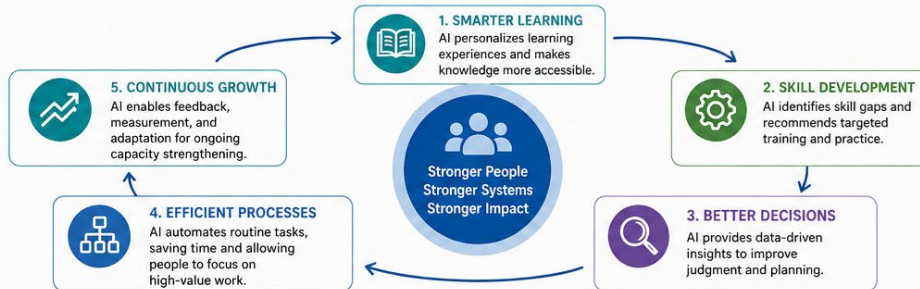 1. SMARTER LEARNING
AI personalizes learning
experiences and makes
knowledge more accessible.
2. SKILL DEVELOPMENT
AI identifies skill gaps and
recommends targeted
training and practice.
3. BETTER DECISIONS
AI provides data-driven
insights to improve
judgment and planning.
4. EFFICIENT PROCESSES
AI automates routine tasks,
saving time and allowing
people to focus on
high-value work.
5. CONTINUOUS GROWTH
AI enables feedback,
measurement, and
adaptation for ongoing
capacity strengthening.
Stronger People
Stronger Systems
Stronger Impact